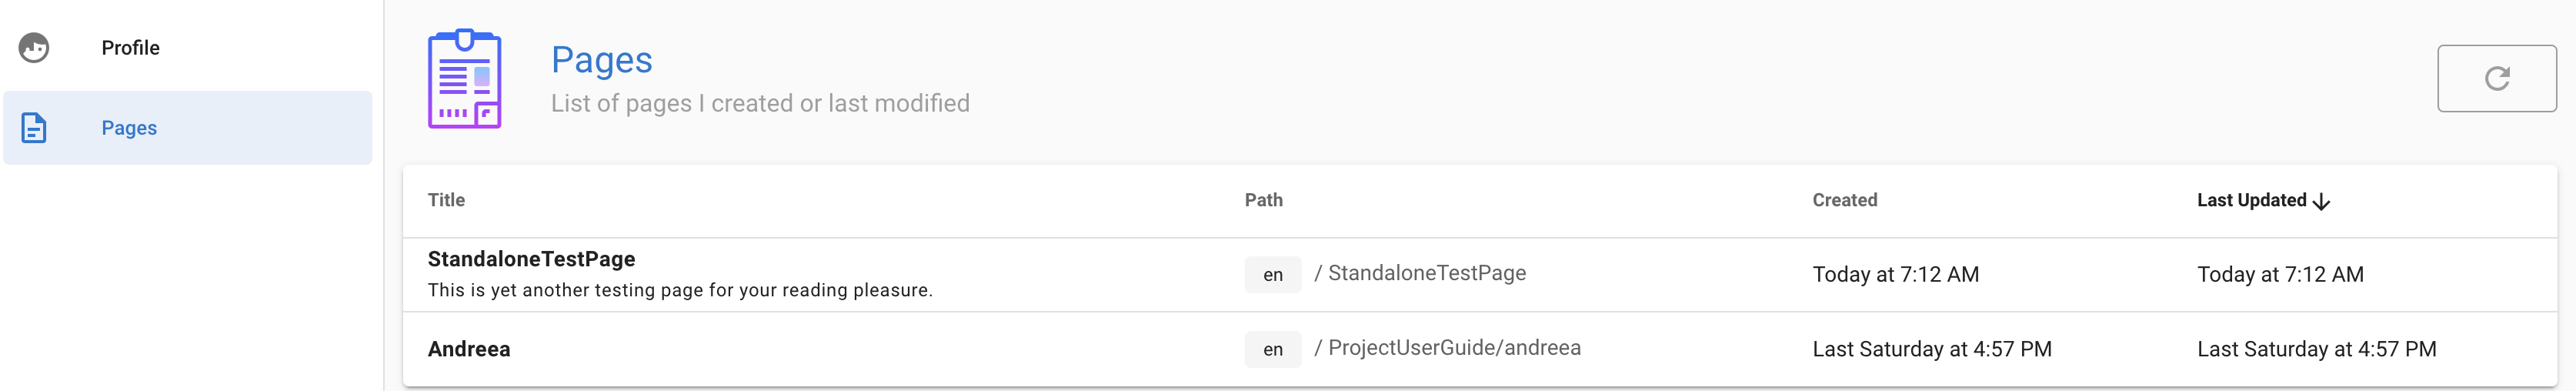 Profile
Pages
Pages
List of pages I created or last modified
Title Path Created Last Updated
StandaloneTestPage
This is yet another testing page for your reading pleasure.
en / StandaloneTestPage Today at 7:12 AM Today at 7:12 AM
Andreea en / ProjectUserGuide/andreea Last Saturday at 4:57 PM Last Saturday at 4:57 PM